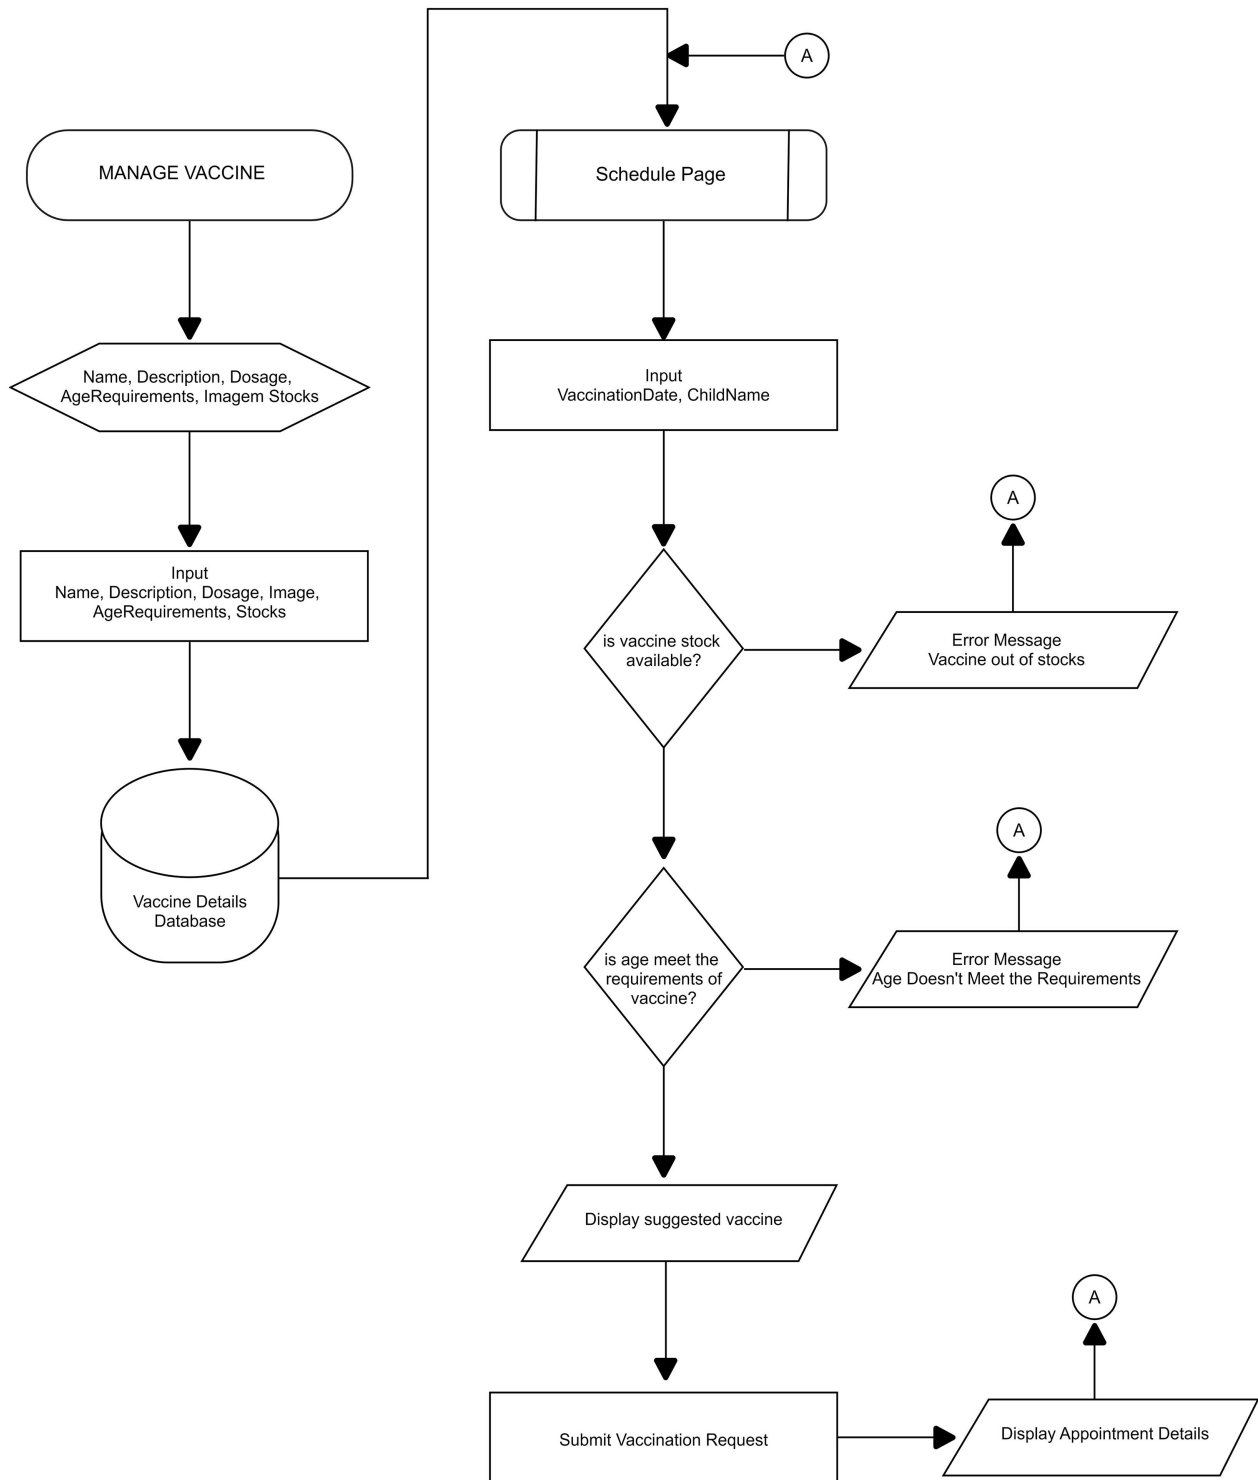 MANAGE VACCINE
Name, Description, Dosage,
AgeRequirements, Imagem Stocks
Input
Name, Description, Dosage, Image,
AgeRequirements, Stocks
Vaccine Details
Database
A
Schedule Page
Input
VaccinationDate, ChildName
is vaccine stock
available?
A
Error Message
Vaccine out of stocks
is age meet the
requirements of
vaccine?
A
Error Message
Age Doesn't Meet the Requirements
Display suggested vaccine
Submit Vaccination Request
A
Display Appointment Details